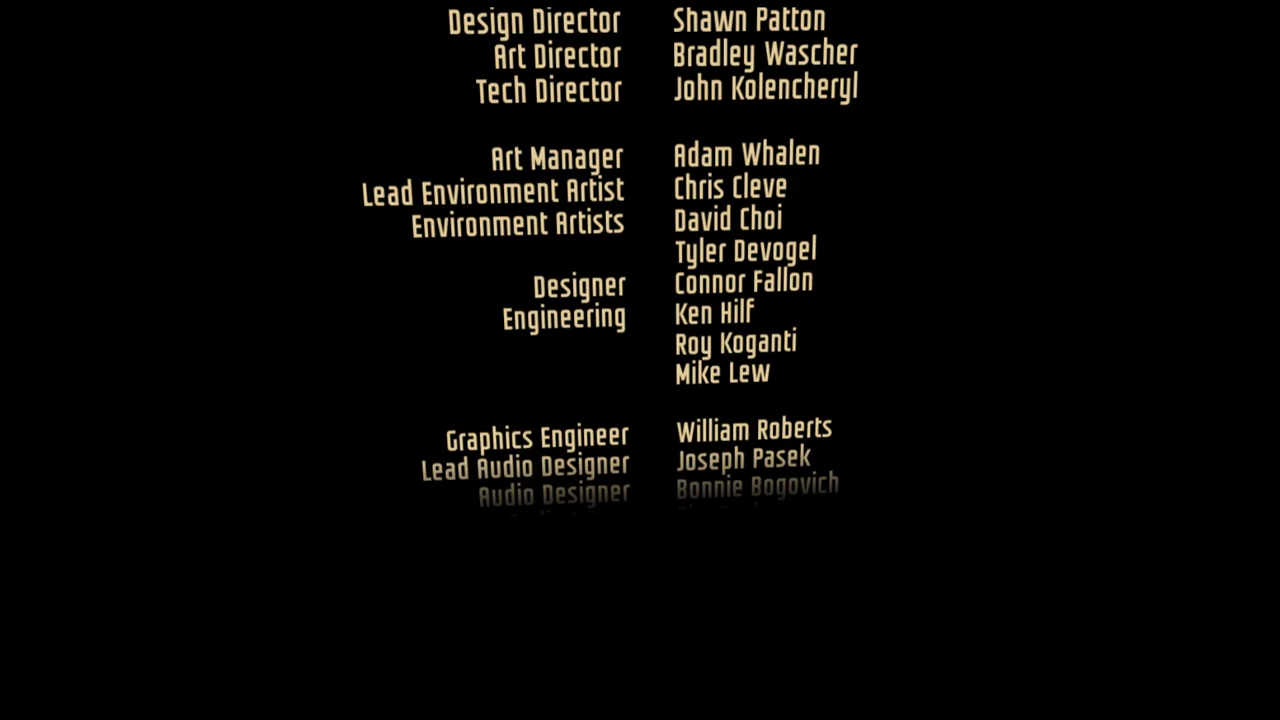 Design Director Shawn Patton
Art Director Bradley Wascher
Tech Director John Kolencheryl
Art Manager Adam Whalen
Lead Environment Artist Chris Cleve
Environment Artists David Choi
Tyler Devogel
Designer Connor Fallon
Engineering Ken Hilf
Roy Koganti
Mike Lew
Graphics Engineer William Roberts
Lead Audio Designer Joseph Pasek
Audio Designer Bonnie Bogovich